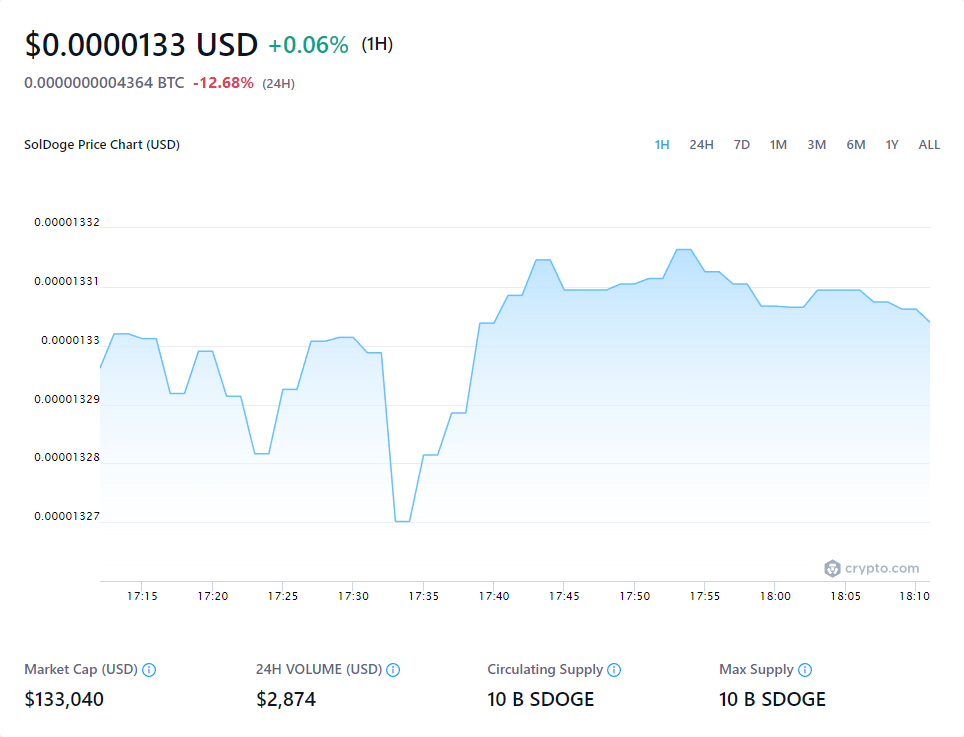 $0.0000133 USD +0.06% (1H)
0.0000000004364 BTC -12.68% (24H)
SolDoge Price Chart (USD) 1H 24H 7D 1M 3M 6M 1Y ALL
0.00001332
0.00001331
0.0000133
0.00001329
0.00001328
0.00001327
crypto.com
17:15 17:20 17:25 17:30 17:35 17:40 17:45 17:50 17:55 18:00 18:05 18:10
Market Cap (USD) 24H VOLUME (USD) Circulating Supply Max Supply
$133,040 $2,874 10 B SDOGE 10 B SDOGE